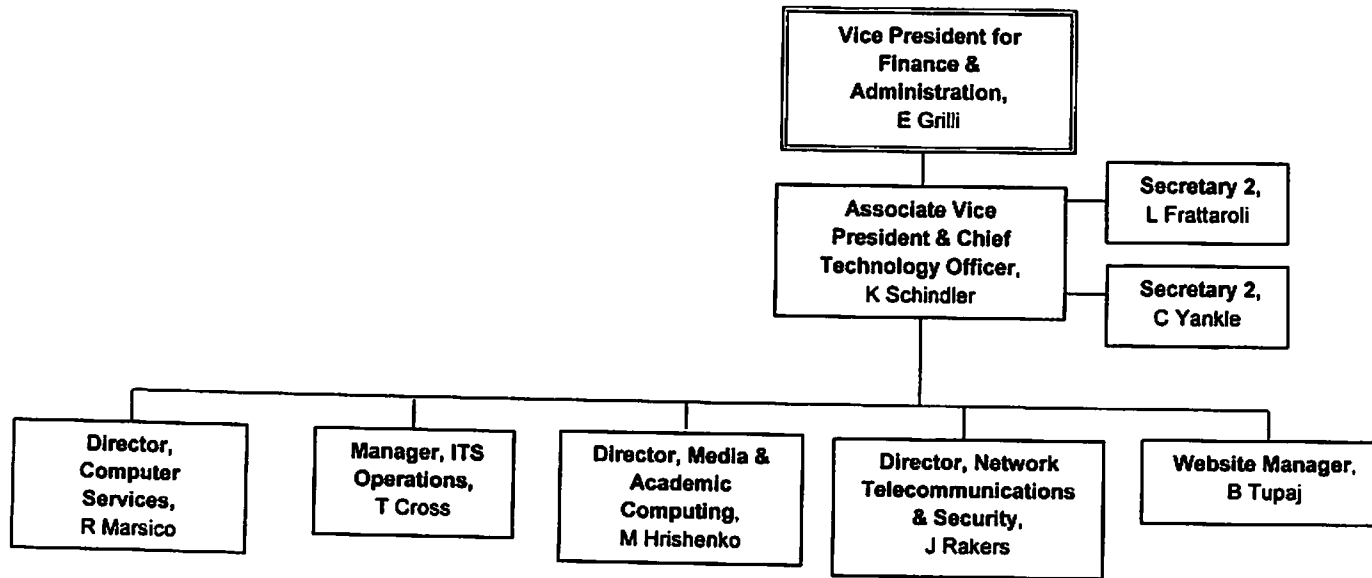 Vice President for
Finance &
Administration,
E Grilli
Associate Vice
President & Chief
Technology Officer,
K Schindler
Secretary 2,
L Frattaroli
Secretary 2,
C Yankle
Director,
Computer
Services,
R Marsico
Manager, ITS
Operations,
T Cross
Director, Media &
Academic
Computing,
M Hrishenko
Director, Network
Telecommunications
& Security,
J Rakers
Website Manager,
B Tupaj